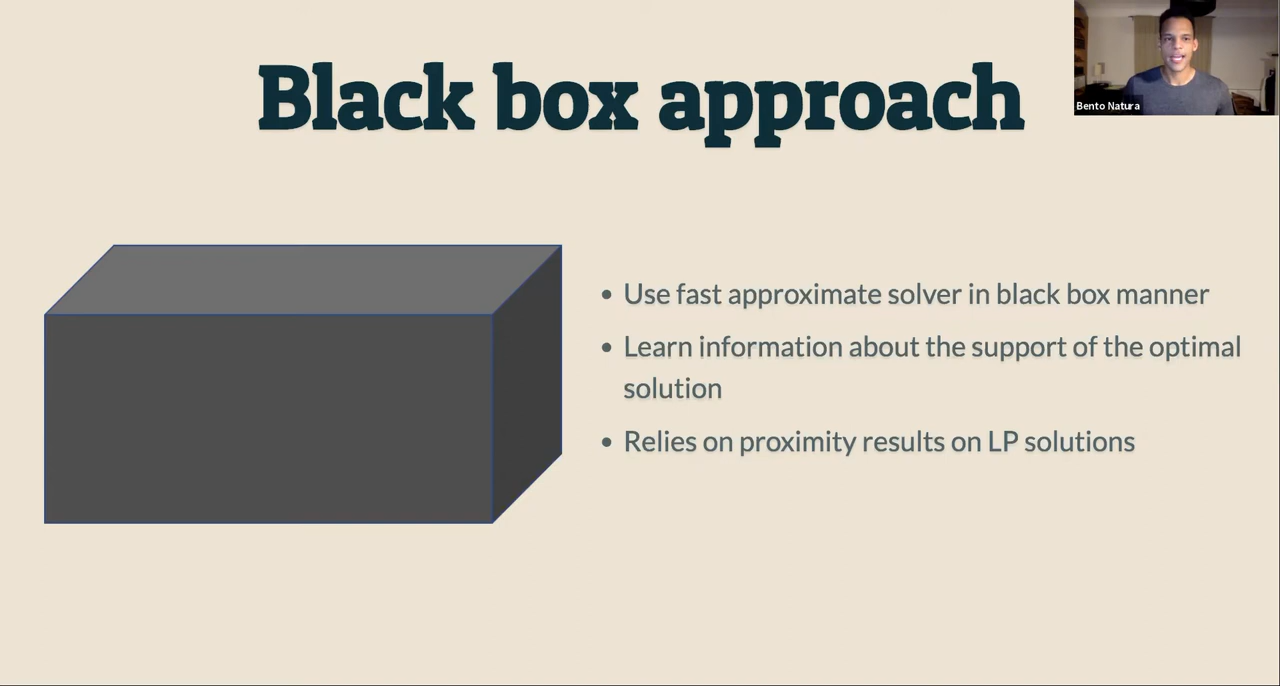 Black box approach
Bento Natura
• Use fast approximate solver in black box manner
• Learn information about the support of the optimal
solution
• Relies on proximity results on LP solutions